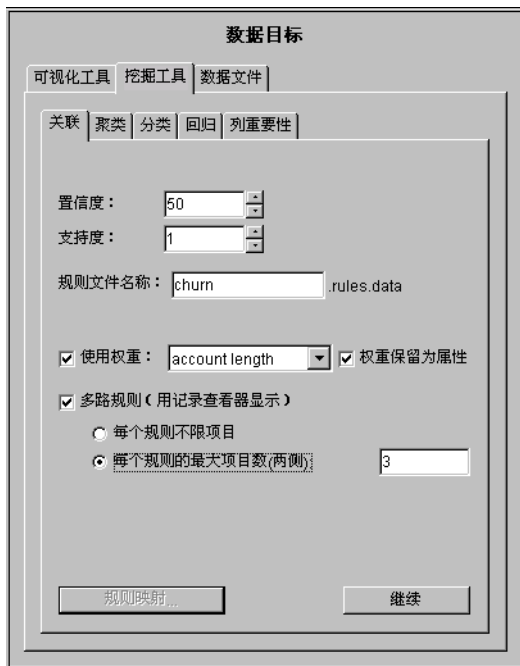 数据目标
可视化工具 挖掘工具 数据文件
关联 聚类 分类 回归 列重要性
置信度： 50
支持度： 1
规则文件名称： churn .rules.data
使用权重： account length 权重保留为属性
多路规则（用记录查看器显示）
每个规则不限项目
每个规则的最大项目数(两侧): 3
规则映射... 继续